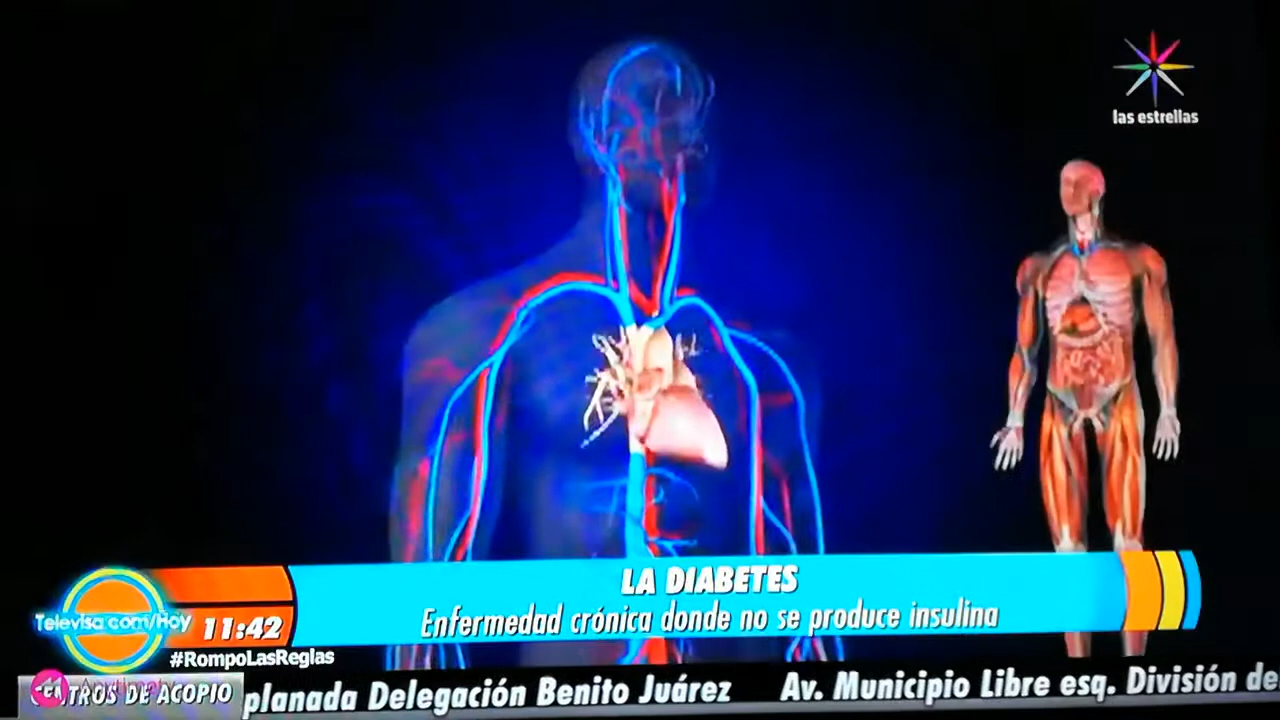 las estrellas
LA DIABETES
Enfermedad crónica donde no se produce insulina
Televisa.com/Hoy
11:42
#RompoLasReglas
CENTROS DE ACOPIO
planada Delegación Benito Juárez Av. Municipio Libre esq. División de